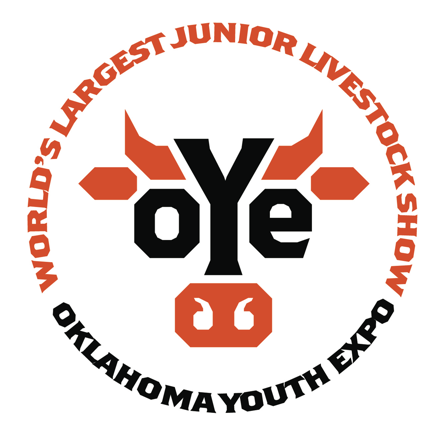 WORLD'S LARGEST JUNIOR LIVESTOCK SHOW
oYe
OKLAHOMA YOUTH EXPO